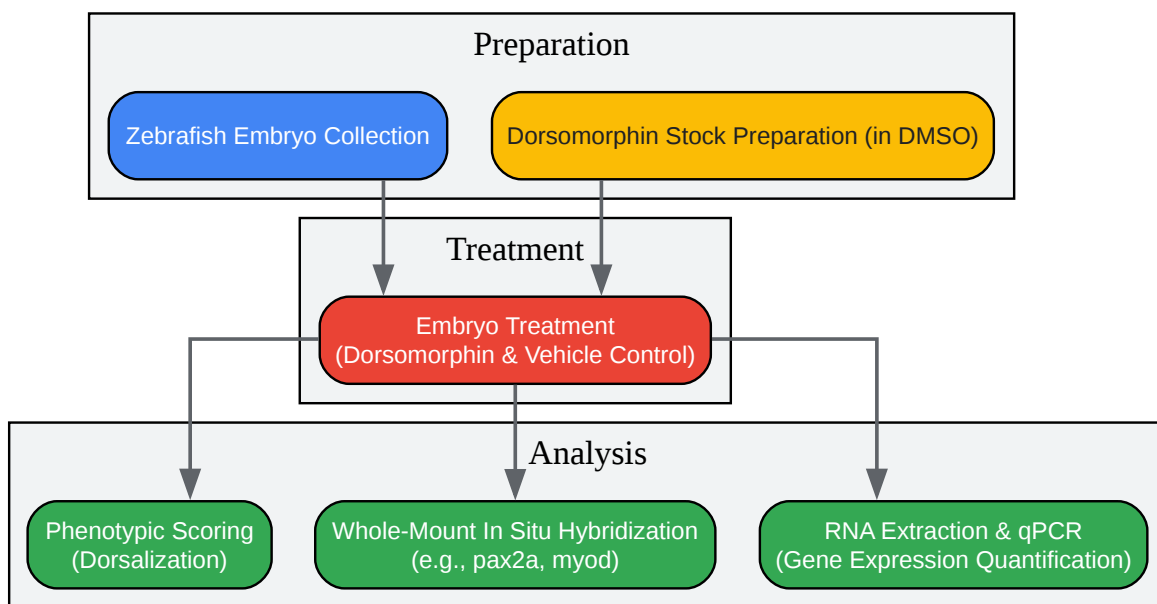 Preparation
Zebrafish Embryo Collection
Dorsomorphin Stock Preparation (in DMSO)
Treatment
Embryo Treatment
(Dorsomorphin & Vehicle Control)
Analysis
Phenotypic Scoring
(Dorsalization)
Whole-Mount In Situ Hybridization
(e.g., pax2a, myod)
RNA Extraction & qPCR
(Gene Expression Quantification)